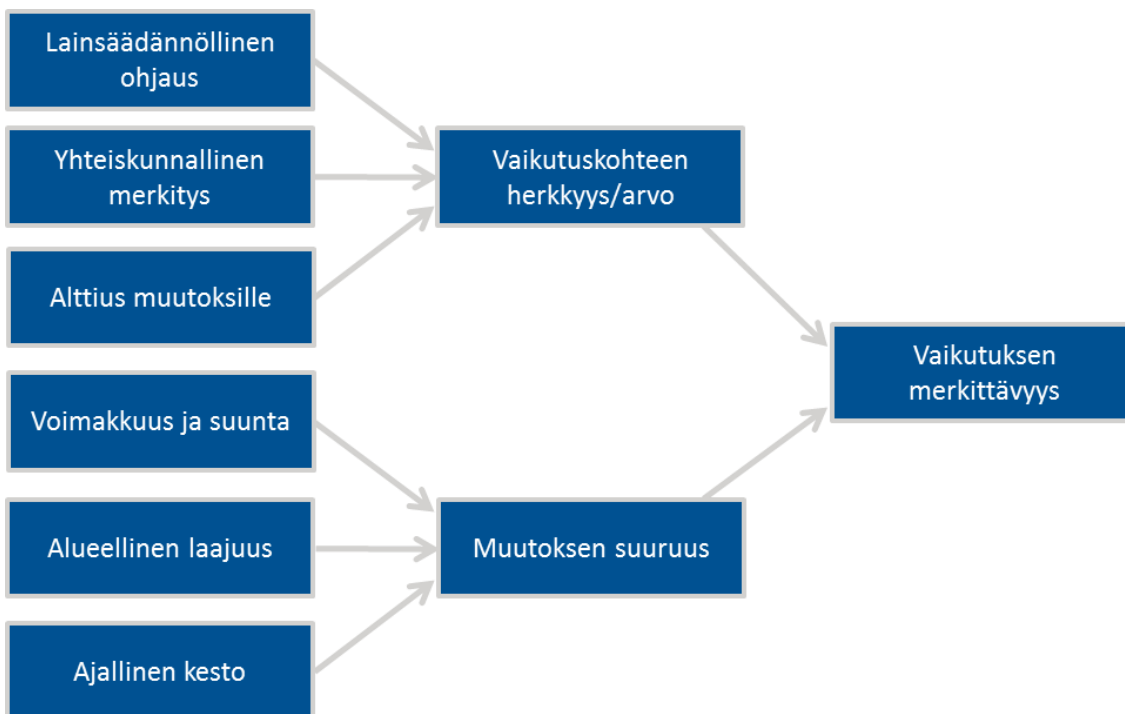 Lainsäädännöllinen
ohjaus
Yhteiskunnallinen
merkitys
Alttius muutoksille
Voimakkuus ja suunta
Alueellinen laajuus
Ajallinen kesto
Vaikutuskohteen
herkkyys/arvo
Muutoksen suuruus
Vaikutuksen
merkittävyys